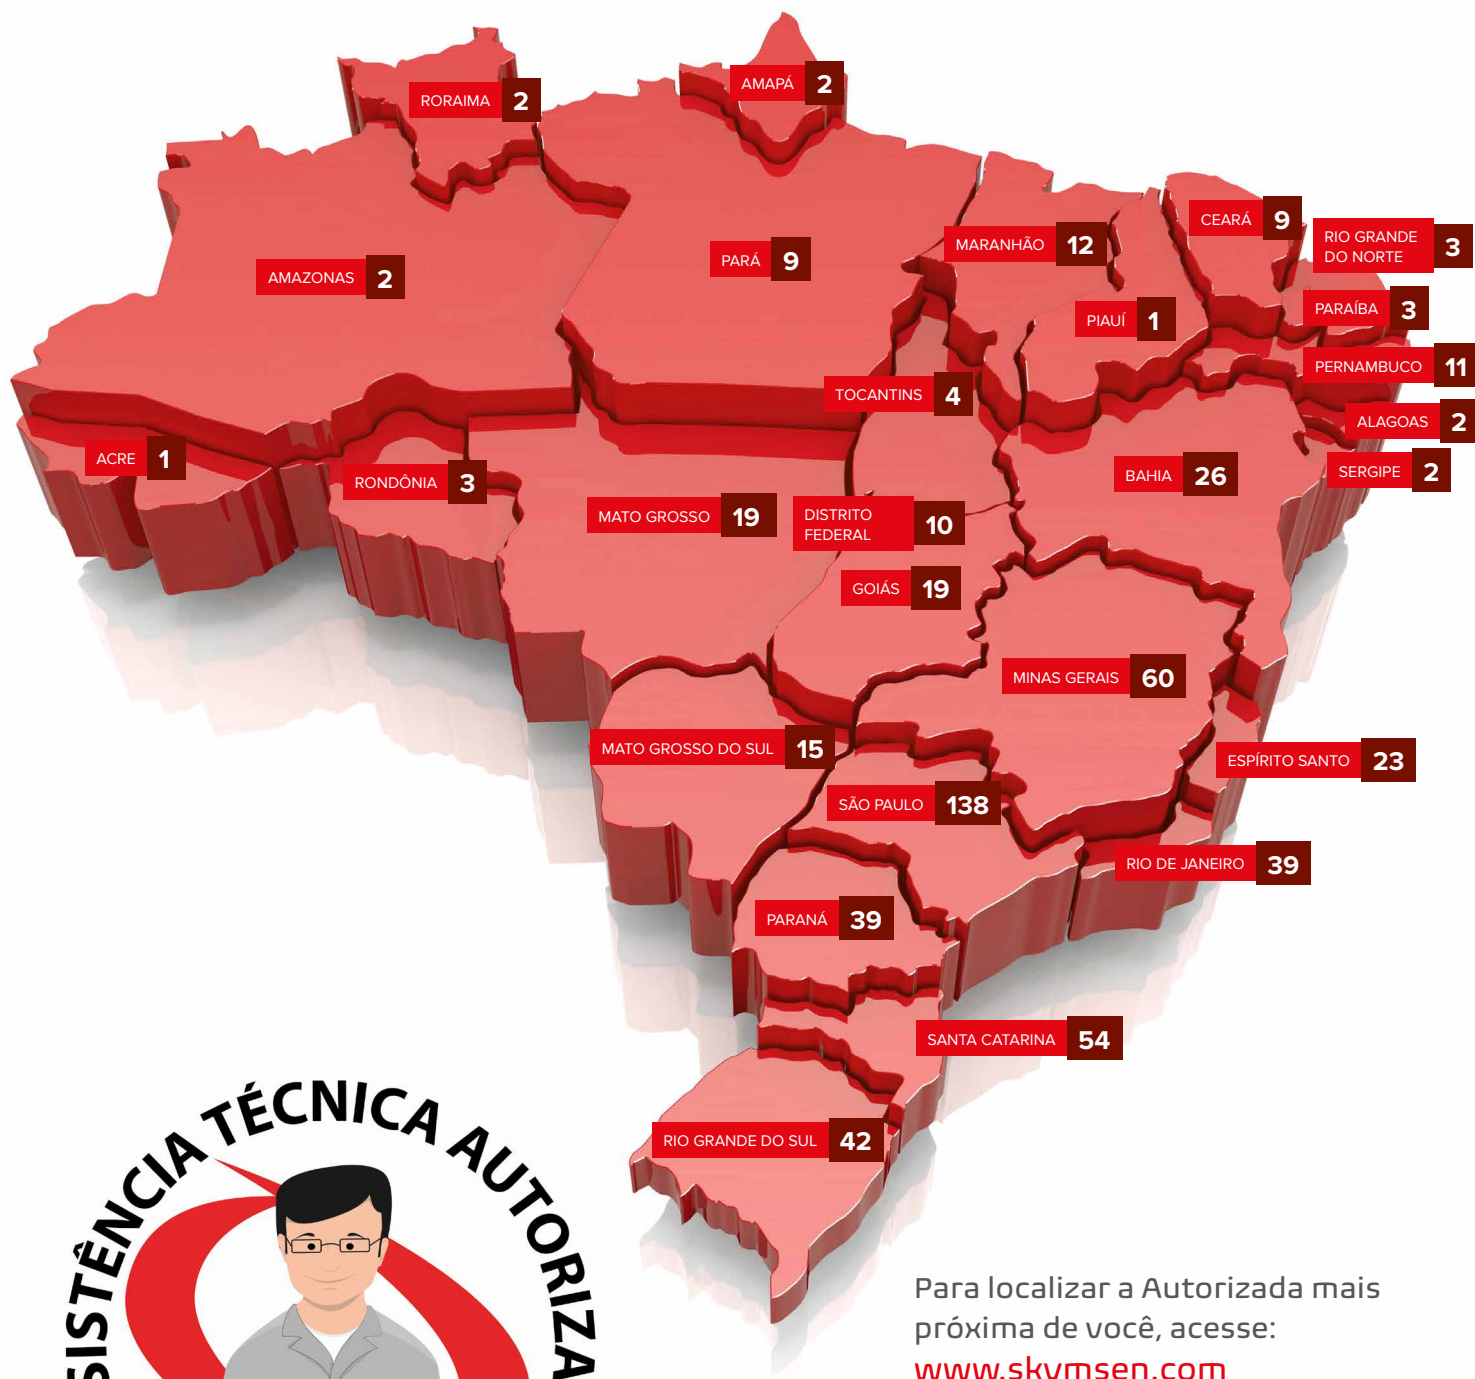 RORAIMA 2
AMAPÁ 2
AMAZONAS 2
PARÁ 9
MARANHÃO 12
CEARÁ 9
RIO GRANDE
DO NORTE 3
PARAÍBA 3
PIAUÍ 1
PERNAMBUCO 11
TOCANTINS 4
ALAGOAS 2
ACRE 1
RONDÔNIA 3
BAHIA 26
SERGIPE 2
MATO GROSSO 19
DISTRITO
FEDERAL 10
GOIÁS 19
MINAS GERAIS 60
MATO GROSSO DO SUL 15
ESPÍRITO SANTO 23
SÃO PAULO 138
RIO DE JANEIRO 39
PARANÁ 39
SANTA CATARINA 54
RIO GRANDE DO SUL 42
SISTÊNCIA TÉCNICA AUTORIZA
Para localizar a Autorizada mais
próxima de você, acesse:
www.skymsen.com